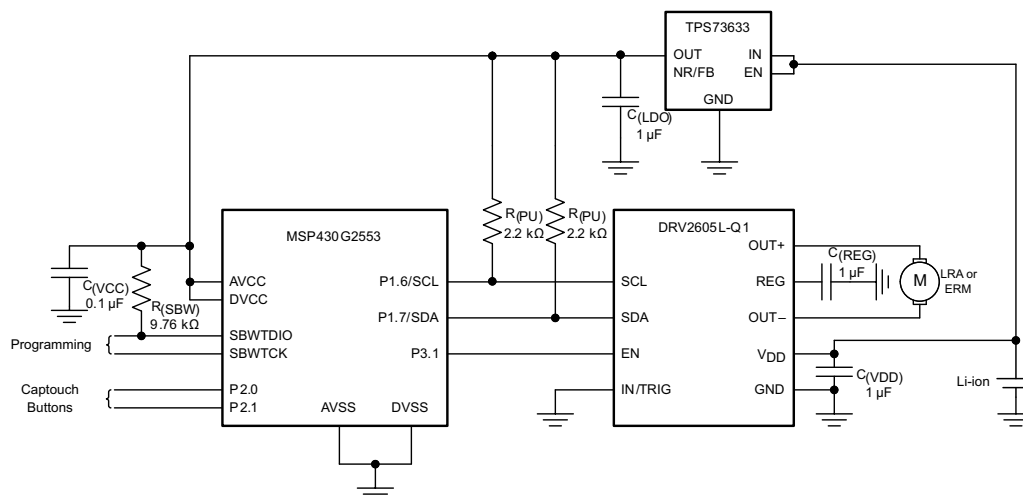 TPS73633
OUT
IN
NR/FB
EN
GND
C(LDO)
1 µF
MSP430G2553
R(PU)
2.2 kΩ
R(PU)
2.2 kΩ
DRV2605L-Q1
OUT+
C(REG)
1 µF
LRA or
ERM
M
AVCC
DVCC
P1.6/SCL
SCL
REG
C(VCC)
0.1 µF
R(SBW)
9.76 kΩ
P1.7/SDA
SDA
OUT–
Programming
SBWTDIO
SBWTCK
P3.1
EN
VDD
C(VDD)
1 µF
Li-ion
Captouch
Buttons
P2.0
P2.1
AVSS
DVSS
IN/TRIG
GND